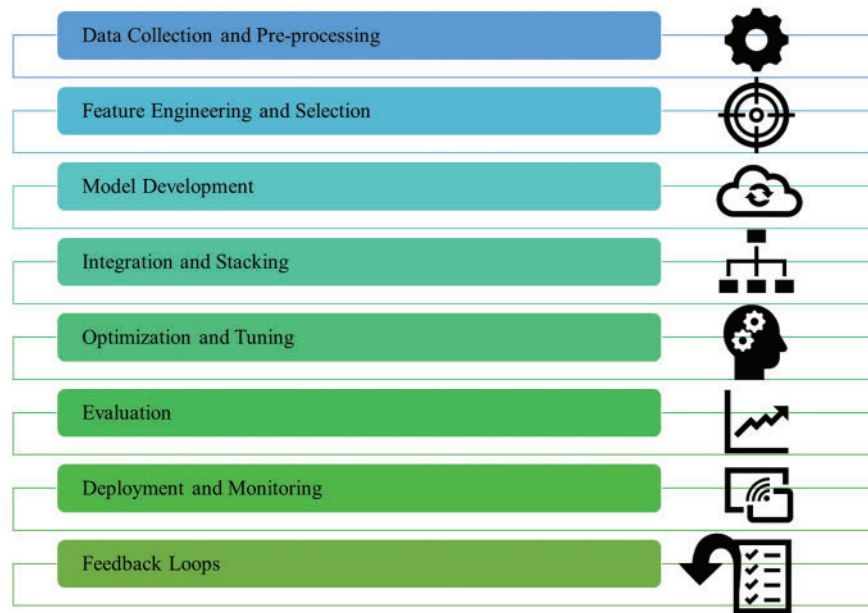 Data Collection and Pre-processing
Feature Engineering and Selection
Model Development
Integration and Stacking
Optimization and Tuning
Evaluation
Deployment and Monitoring
Feedback Loops